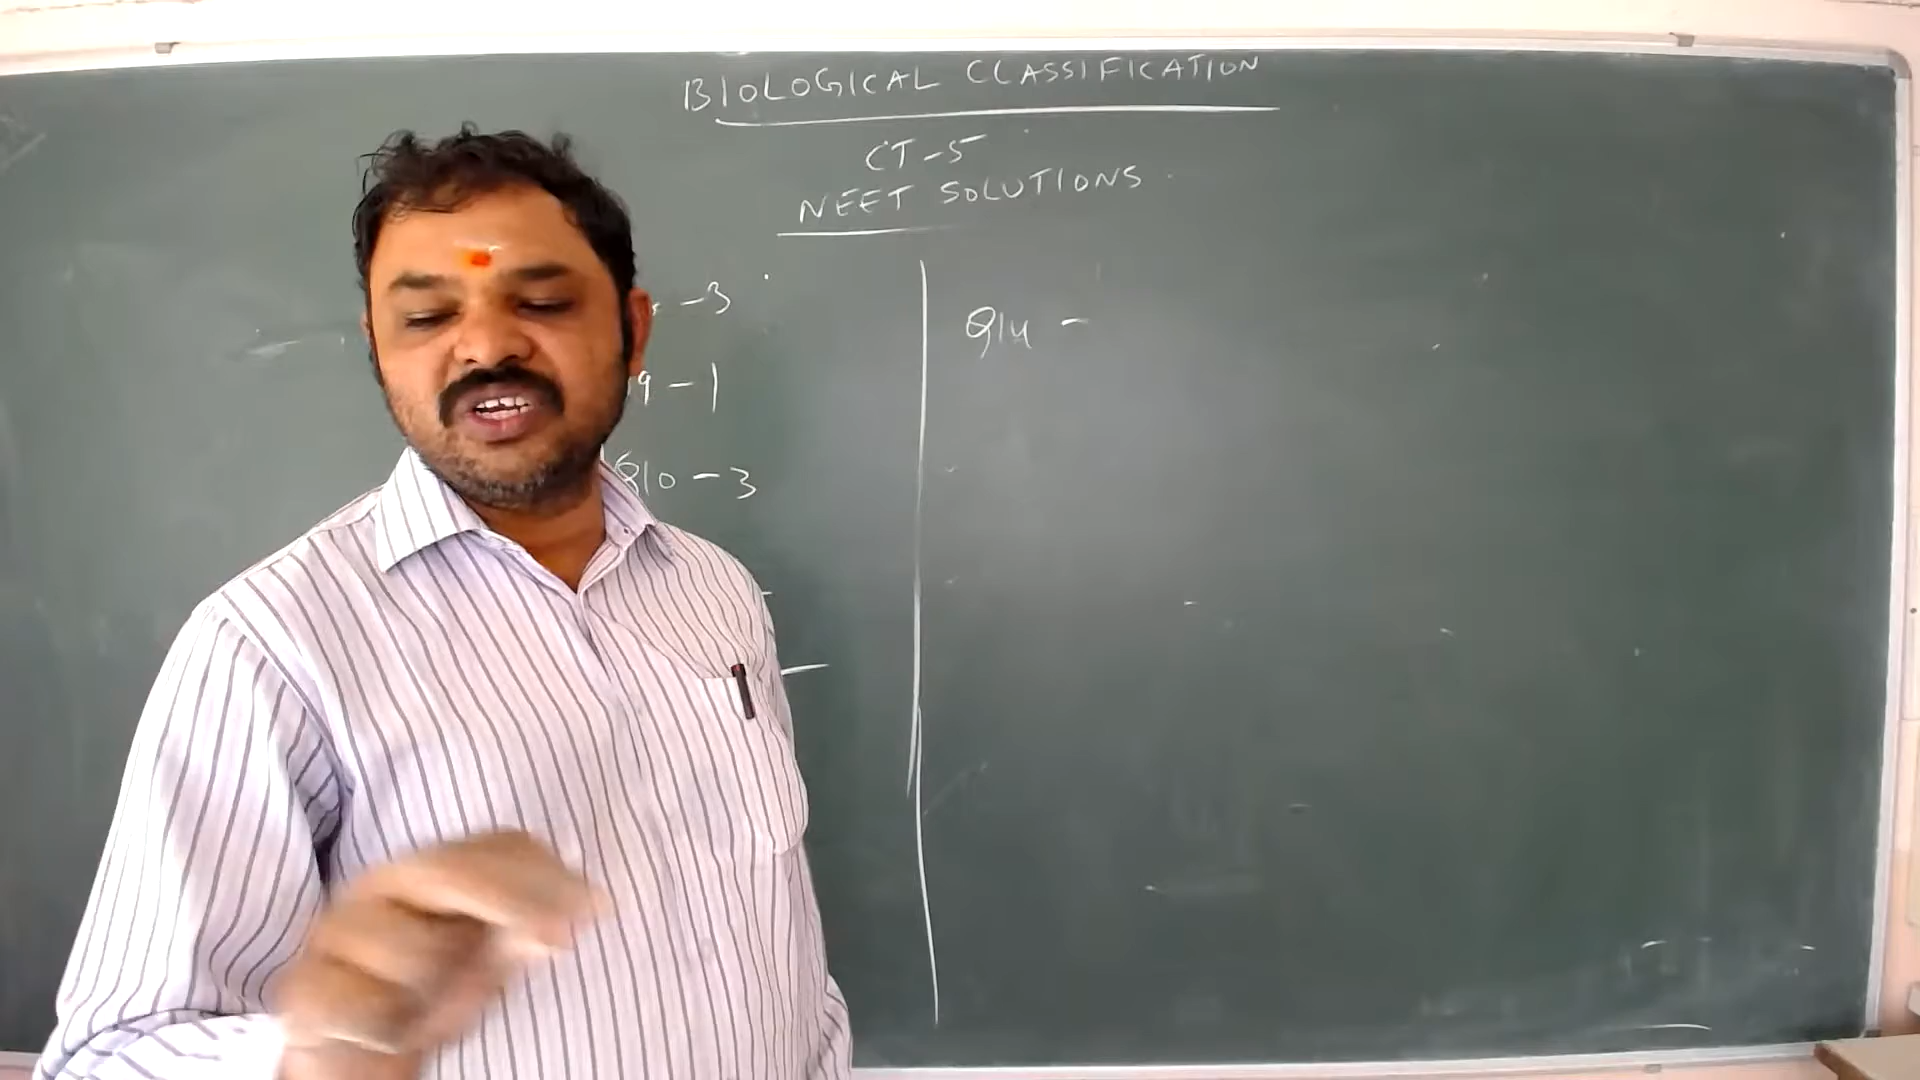 BIOLOGICAL CLASSIFICATION
CT-5
NEET SOLUTIONS
-3
9-1
Q10-3
Q14-